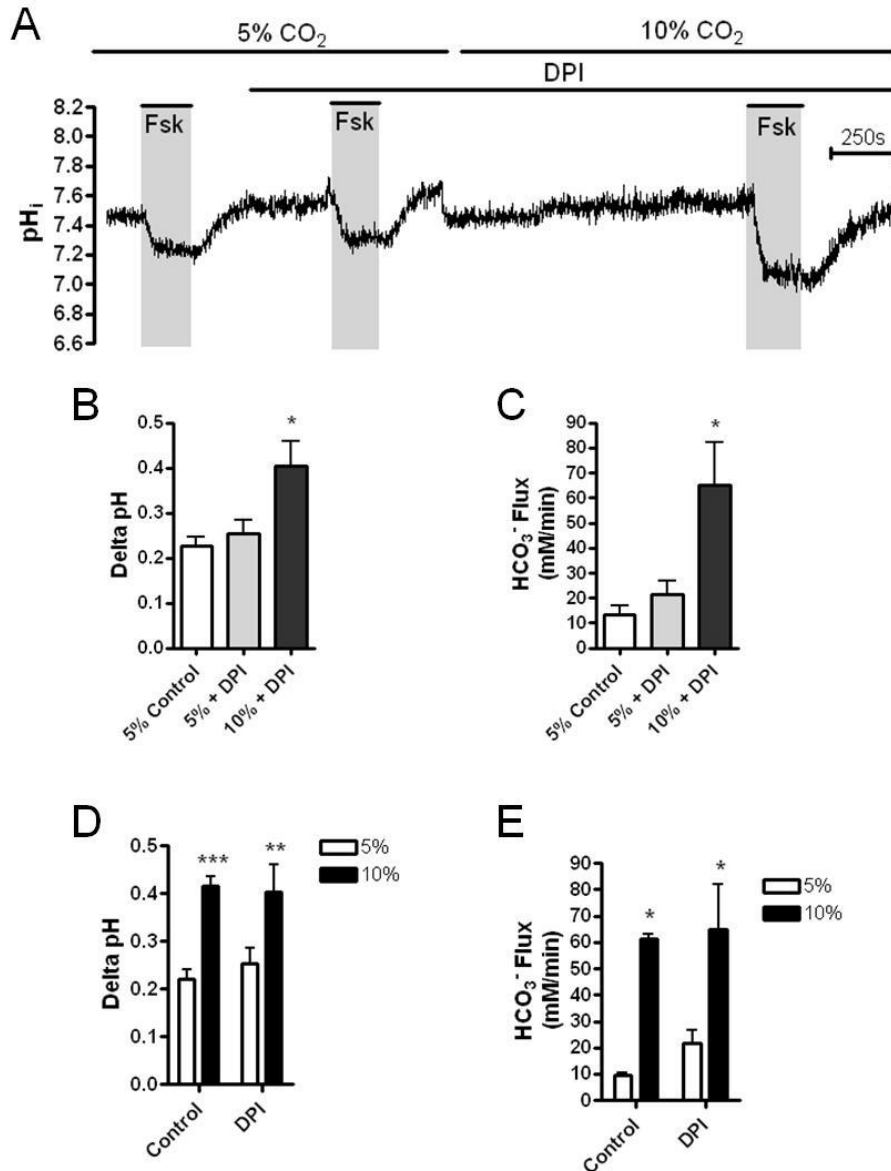 A
5% CO₂ 10% CO₂
DPI
Fsk Fsk Fsk
250s
8.2
8.0
7.8
7.6
7.4
7.2
7.0
6.8
6.6
pHᵢ
B
0.5
0.4
0.3
0.2
0.1
0.0
Delta pH
*
5% Control
5% + DPI
10% + DPI
C
90
80
70
60
50
40
30
20
10
0
HCO₃⁻ Flux
(mM/min)
*
5% Control
5% + DPI
10% + DPI
D
0.5
0.4
0.3
0.2
0.1
0.0
Delta pH
*** **
5%
10%
Control
DPI
E
90
80
70
60
50
40
30
20
10
0
HCO₃⁻ Flux
(mM/min)
* *
5%
10%
Control
DPI